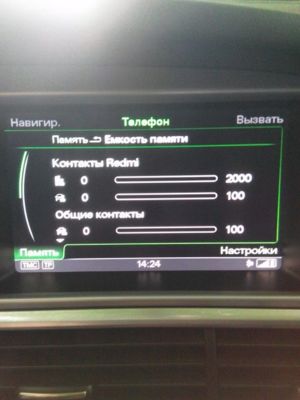 Навигир. Телефон Вызвать
Память Емкость памяти
Контакты Redmi
0 2000
0 100
Общие контакты
0 100
Память Настройки
TMC TP 14:24